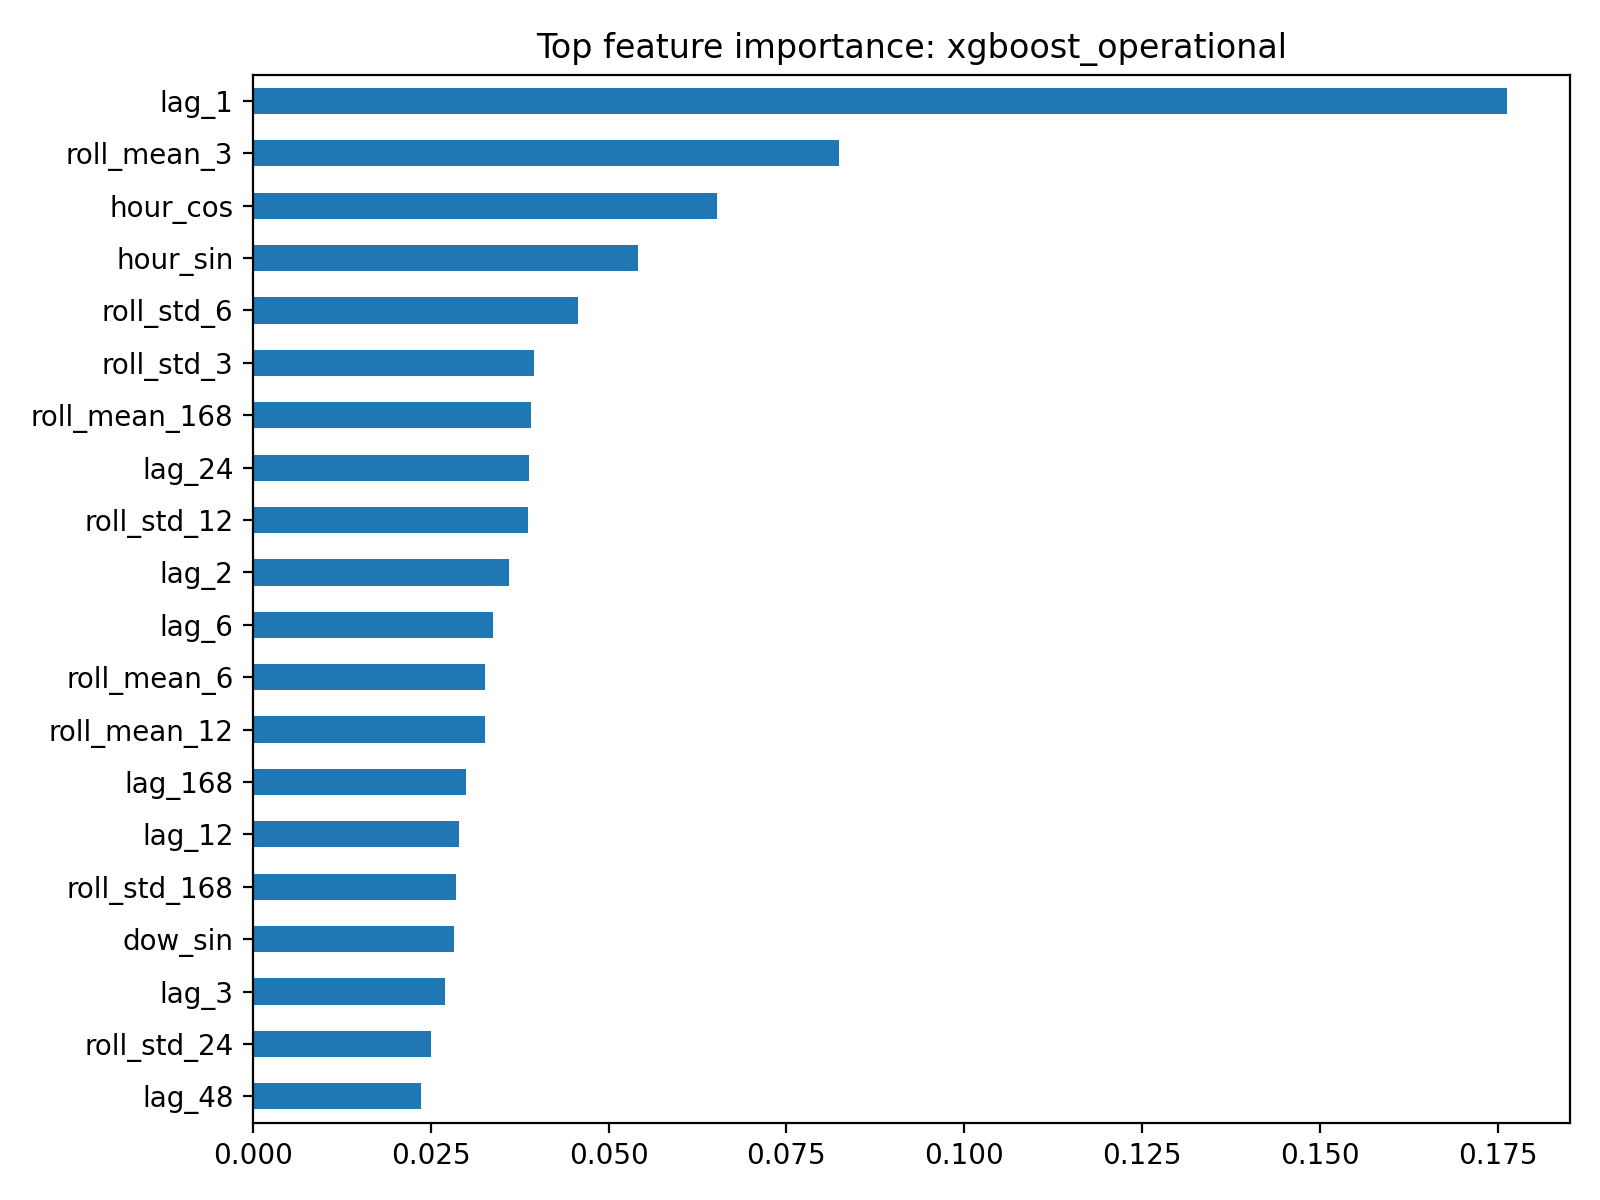 Top feature importance: xgboost_operational
lag_1
roll_mean_3
hour_cos
hour_sin
roll_std_6
roll_std_3
roll_mean_168
lag_24
roll_std_12
lag_2
lag_6
roll_mean_6
roll_mean_12
lag_168
lag_12
roll_std_168
dow_sin
lag_3
roll_std_24
lag_48
0.000 0.025 0.050 0.075 0.100 0.125 0.150 0.175